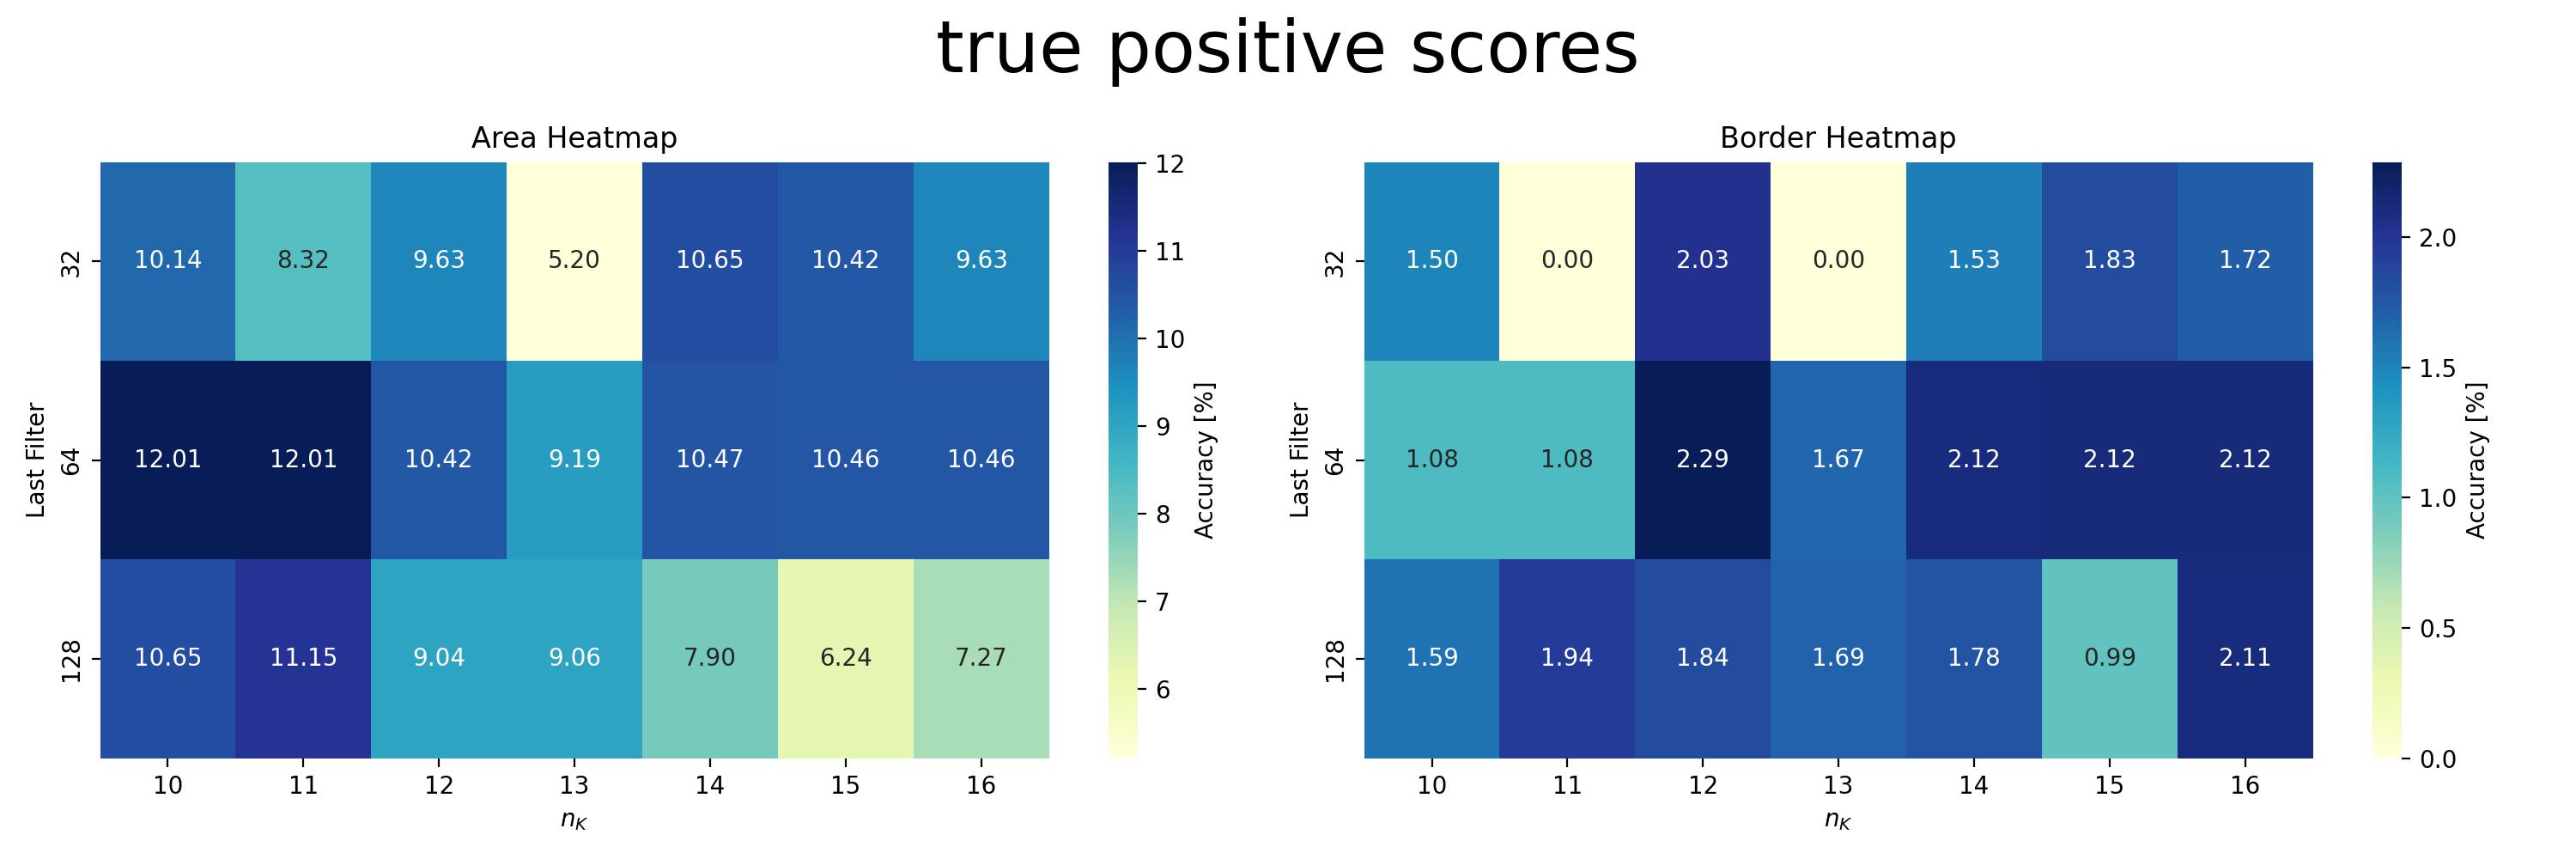 true positive scores
Area Heatmap
Last Filter
32
10.14 8.32 9.63 5.20 10.65 10.42 9.63
64
12.01 12.01 10.42 9.19 10.47 10.46 10.46
128
10.65 11.15 9.04 9.06 7.90 6.24 7.27
10 11 12 13 14 15 16
n_K
12
11
10
9
8
7
6
Accuracy [%]
Border Heatmap
Last Filter
32
1.50 0.00 2.03 0.00 1.53 1.83 1.72
64
1.08 1.08 2.29 1.67 2.12 2.12 2.12
128
1.59 1.94 1.84 1.69 1.78 0.99 2.11
10 11 12 13 14 15 16
n_K
2.0
1.5
1.0
0.5
0.0
Accuracy [%]